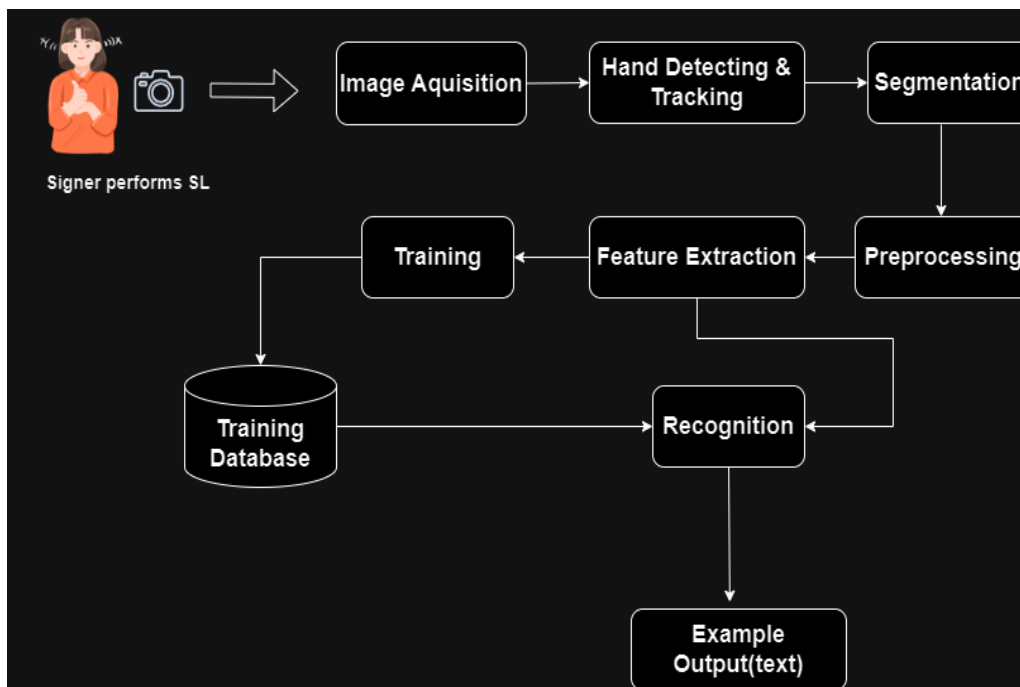 Image Aquisition
Hand Detecting &
Tracking
Segmentation
Signer performs SL
Training
Feature Extraction
Preprocessing
Training
Database
Recognition
Example
Output(text)